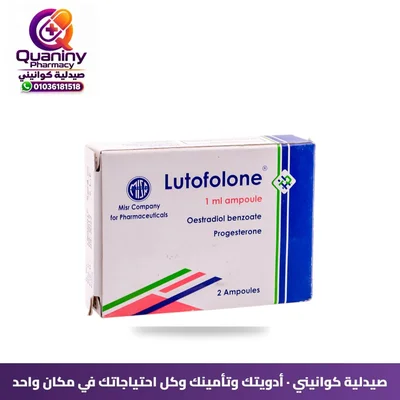 Quaniny
Pharmacy
صيدلية كوانيني
01036181518
MISR
Misr Company
for Pharmaceuticals
Lutofolone®
1 ml ampoule
Oestradiol benzoate
Progesterone
2 Ampoules
صيدلية كوانيني - أدويتك وتأمينك وكل احتياجاتك في مكان واحد